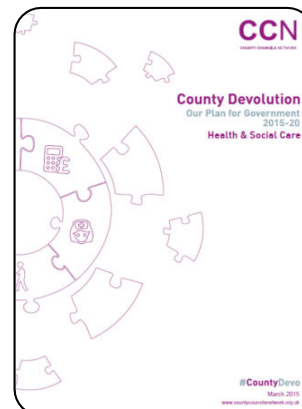 CCN
COUNTY COUNCILS NETWORK
County Devolution
Our Plan for Government
2015-20
Health & Social Care
#CountyDevo
March 2015
www.countycouncilsnetwork.org.uk